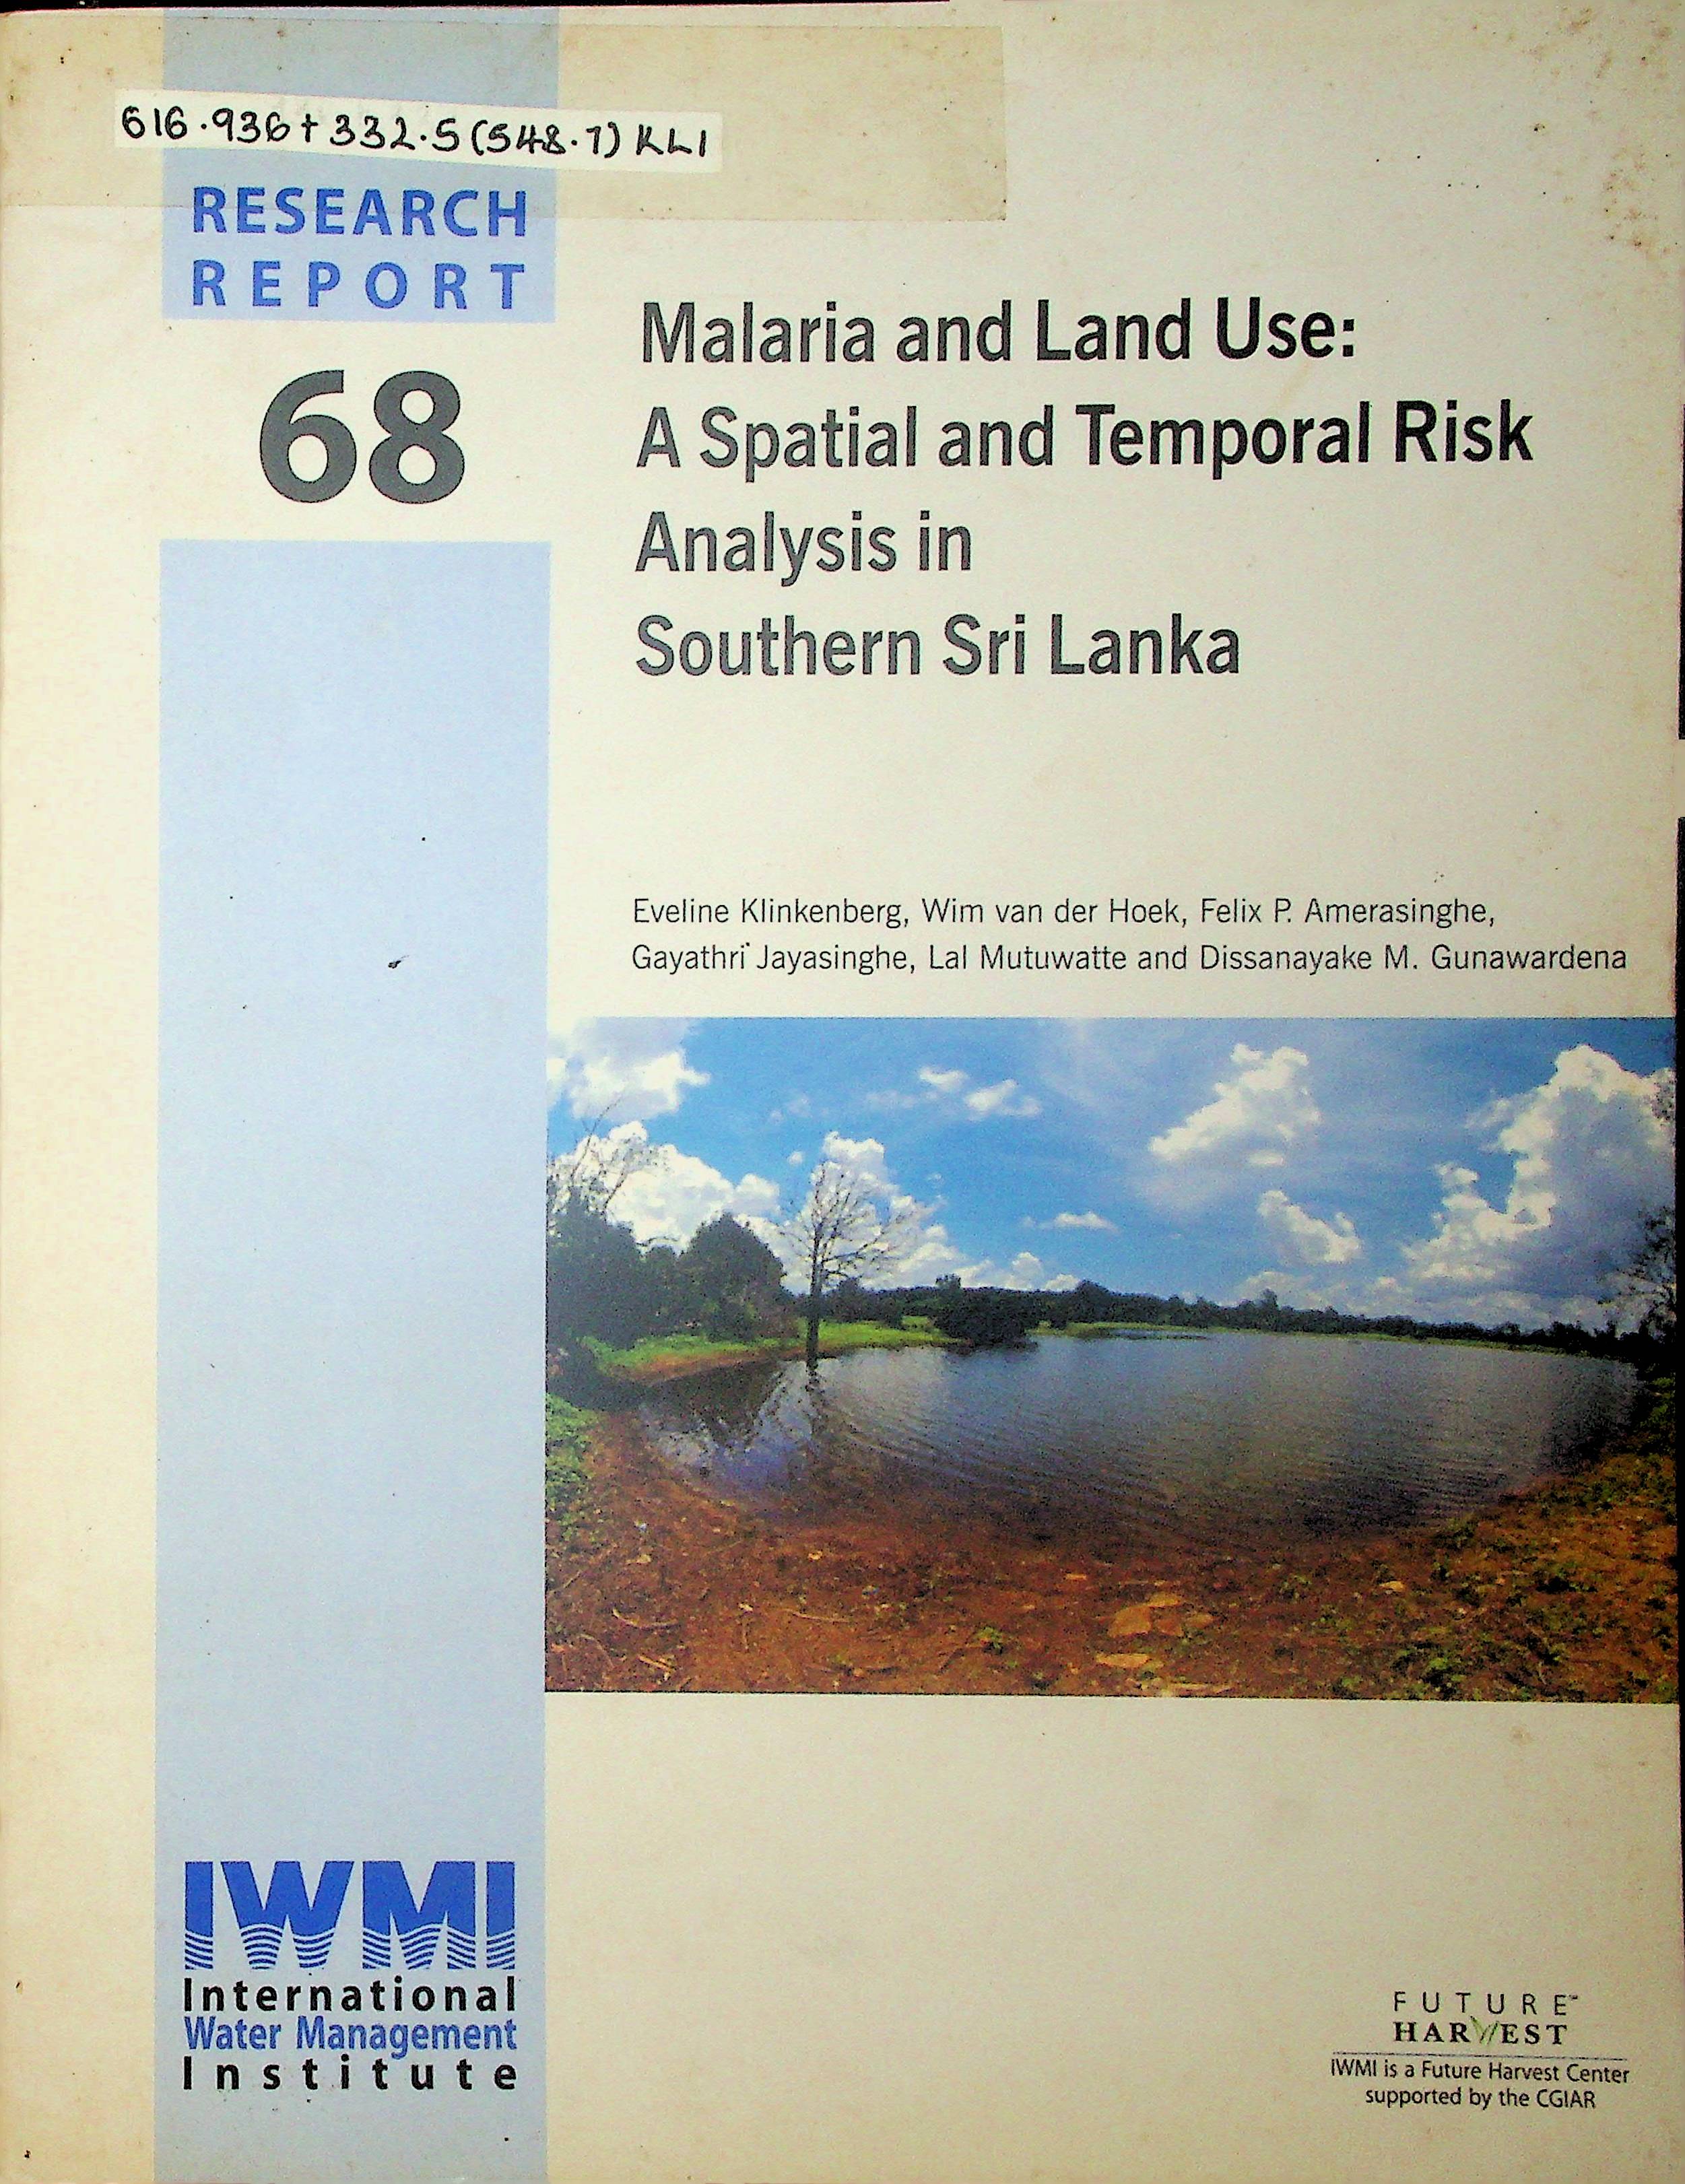 616.936+332.5(548.7) KLI
RESEARCH
REPORT
68
Malaria and Land Use:
A Spatial and Temporal Risk
Analysis in
Southern Sri Lanka
Eveline Klinkenberg, Wim van der Hoek, Felix P. Amerasinghe,
Gayathri Jayasinghe, Lal Mutuwatte and Dissanayake M. Gunawardena
IWMI
International
Water Management
Institute
FUTURE™
HARVEST
IWMI is a Future Harvest Center
supported by the CGIAR